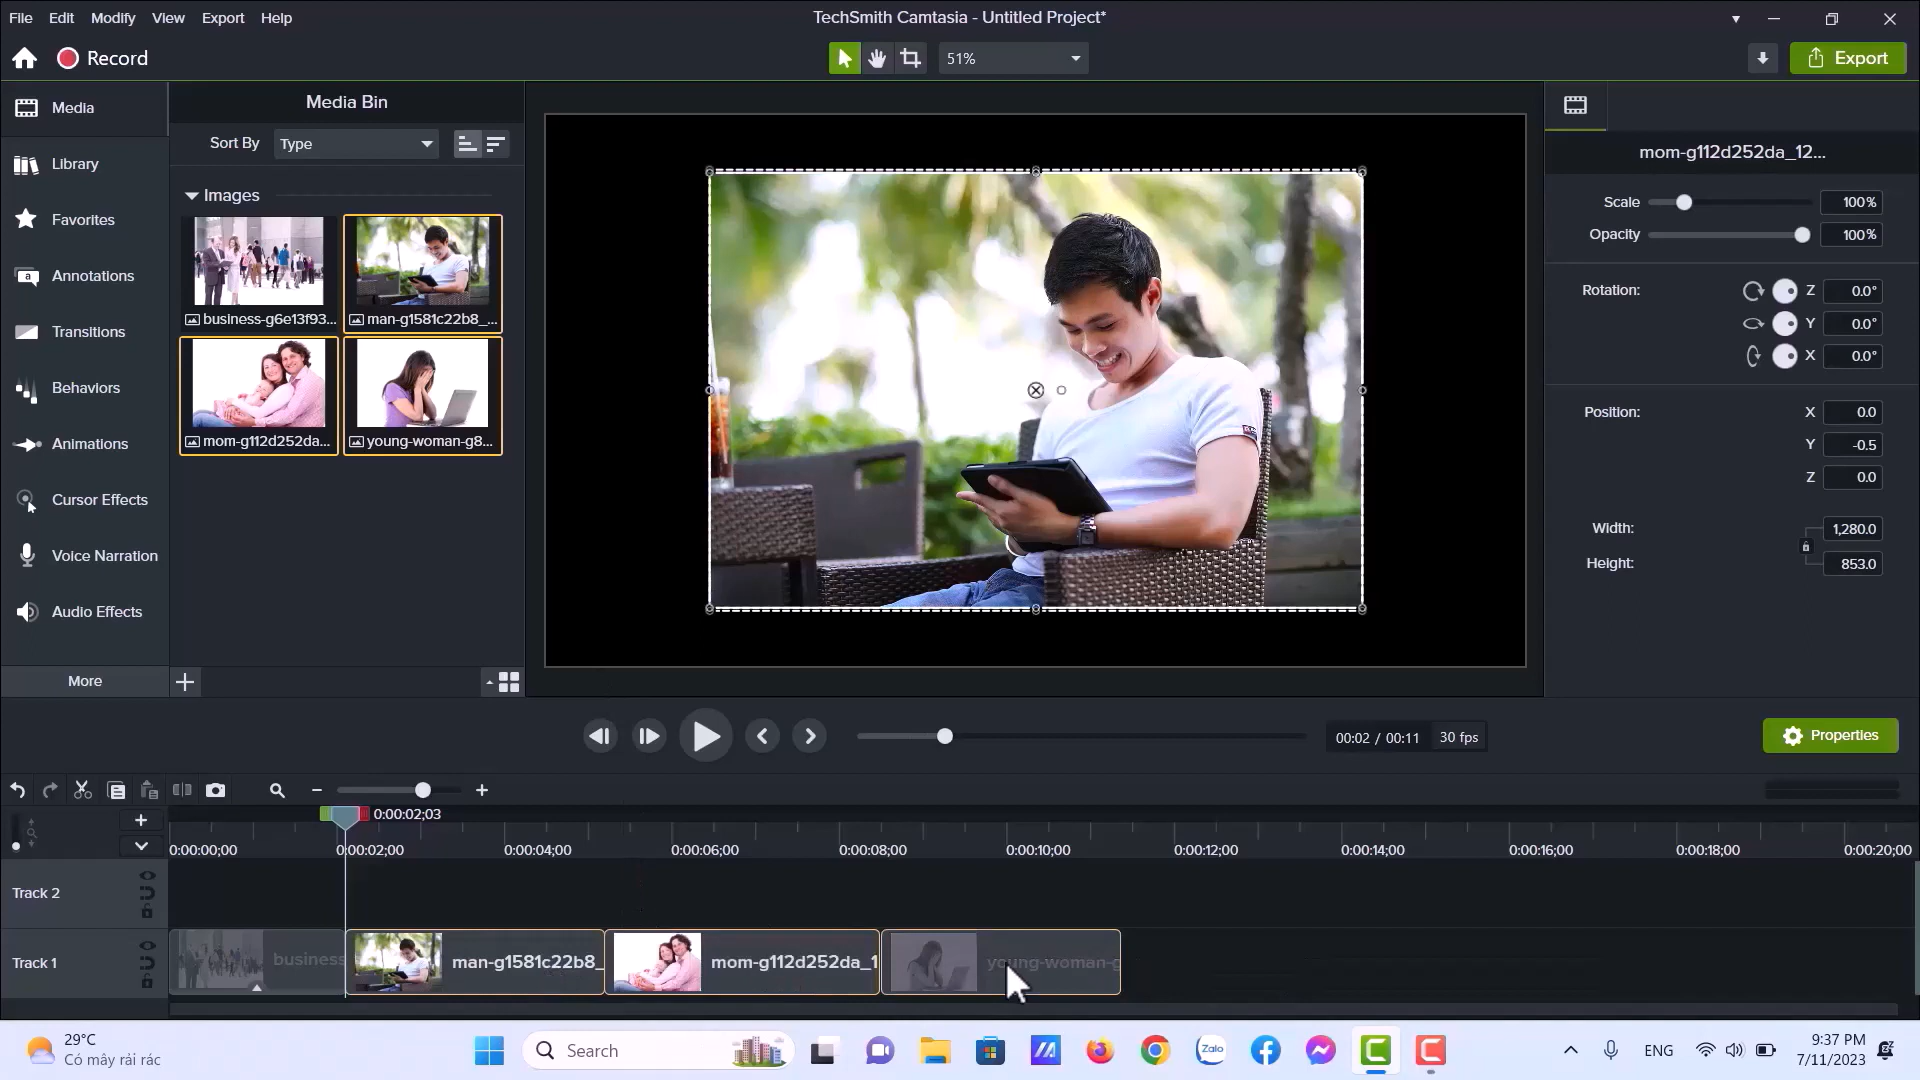 File Edit Modify View Export Help
TechSmith Camtasia - Untitled Project*
Record
51%
Export
Media
Library
Favorites
Annotations
Transitions
Behaviors
Animations
Cursor Effects
Voice Narration
Audio Effects
More
Media Bin
Sort By Type
Images
business-g6e13f93...
man-g1581c22b8_...
mom-g112d252da...
young-woman-g8...
mom-g112d252da_12...
Scale 100%
Opacity 100%
Rotation: Z 0.0°
Y 0.0°
X 0.0°
Position: X 0.0
Y -0.5
Z 0.0
Width: 1,280.0
Height: 853.0
00:02 / 00:11 30 fps
Properties
0:00:02;03
0:00:00;00 0:00:02;00 0:00:04;00 0:00:06;00 0:00:08;00 0:00:10;00 0:00:12;00 0:00:14;00 0:00:16;00 0:00:18;00 0:00:20;00
Track 2
Track 1
business
man-g1581c22b8_
mom-g112d252da_1
young-woman-g
29°C
Có mây rải rác
Search
Zalo
ENG
9:37 PM
7/11/2023